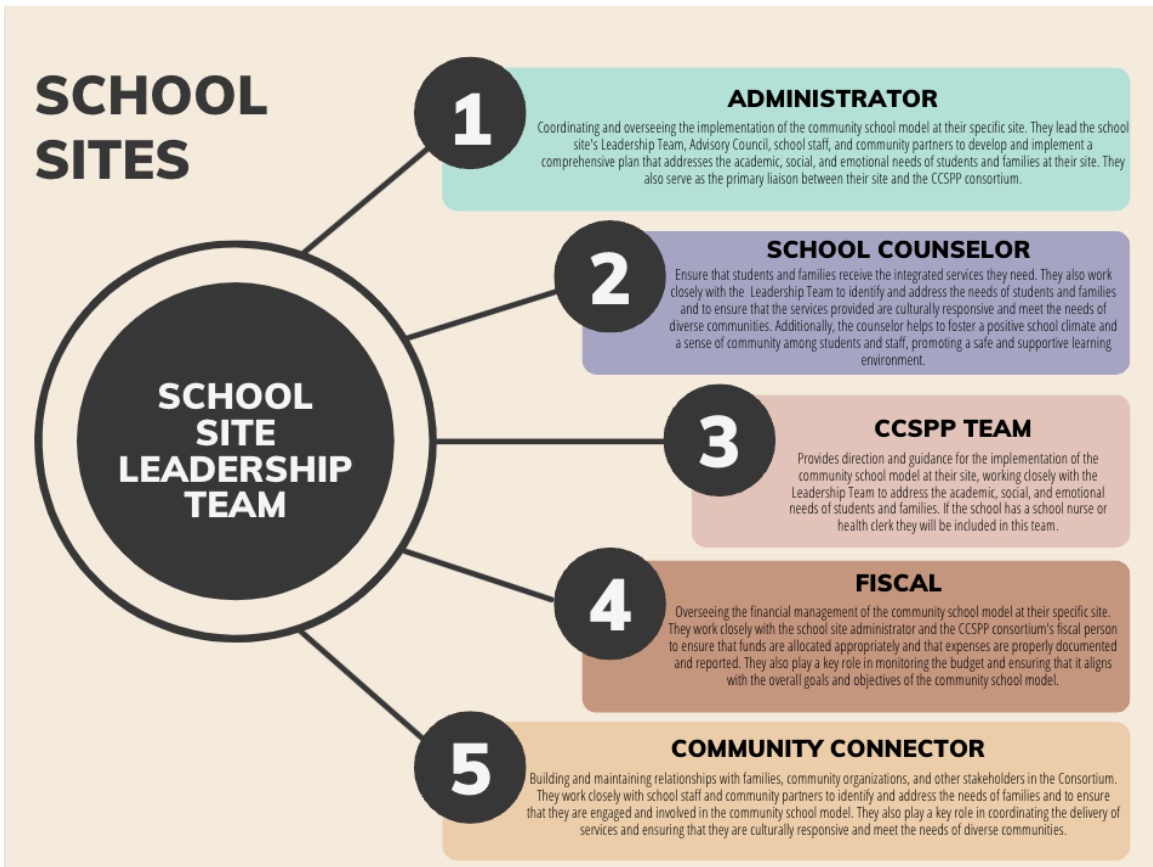 SCHOOL
SITES
SCHOOL
SITE
LEADERSHIP
TEAM
1
ADMINISTRATOR
Coordinating and overseeing the implementation of the community school model at their specific site. They lead the school
site's Leadership Team, Advisory Council, school staff, and community partners to develop and implement a
comprehensive plan that addresses the academic, social, and emotional needs of students and families at their site. They
also serve as the primary liaison between their site and the CCSPP consortium.
2
SCHOOL COUNSELOR
Ensure that students and families receive the integrated services they need. They also work
closely with the Leadership Team to identify and address the needs of students and families
and to ensure that the services provided are culturally responsive and meet the needs of
diverse communities. Additionally, the counselor helps to foster a positive school climate and
a sense of community among students and staff, promoting a safe and supportive learning
environment.
3
CCSPP TEAM
Provides direction and guidance for the implementation of the
community school model at their site, working closely with the
Leadership Team to address the academic, social, and emotional
needs of students and families. If the school has a school nurse or
health clerk they will be included in this team.
4
FISCAL
Overseeing the financial management of the community school model at their specific site.
They work closely with the school site administrator and the CCSPP consortium's fiscal person
to ensure that funds are allocated appropriately and that expenses are properly documented
and reported. They also play a key role in monitoring the budget and ensuring that it aligns
with the overall goals and objectives of the community school model.
5
COMMUNITY CONNECTOR
Building and maintaining relationships with families, community organizations, and other stakeholders in the Consortium.
They work closely with school staff and community partners to identify and address the needs of families and to ensure
that they are engaged and involved in the community school model. They also play a key role in coordinating the delivery of
services and ensuring that they are culturally responsive and meet the needs of diverse communities.